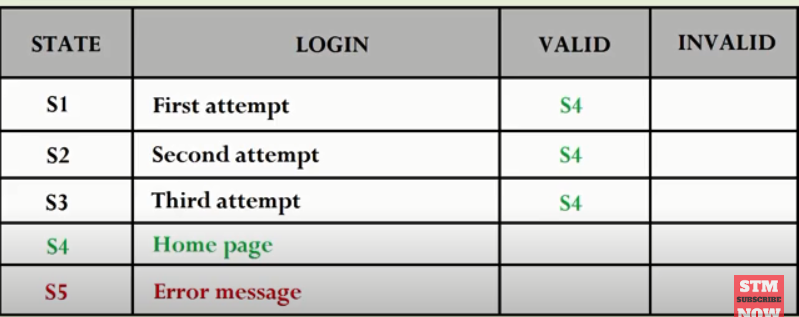 STATE LOGIN VALID INVALID
S1 First attempt S4
S2 Second attempt S4
S3 Third attempt S4
S4 Home page
S5 Error message
STM
SUBSCRIBE
NOW